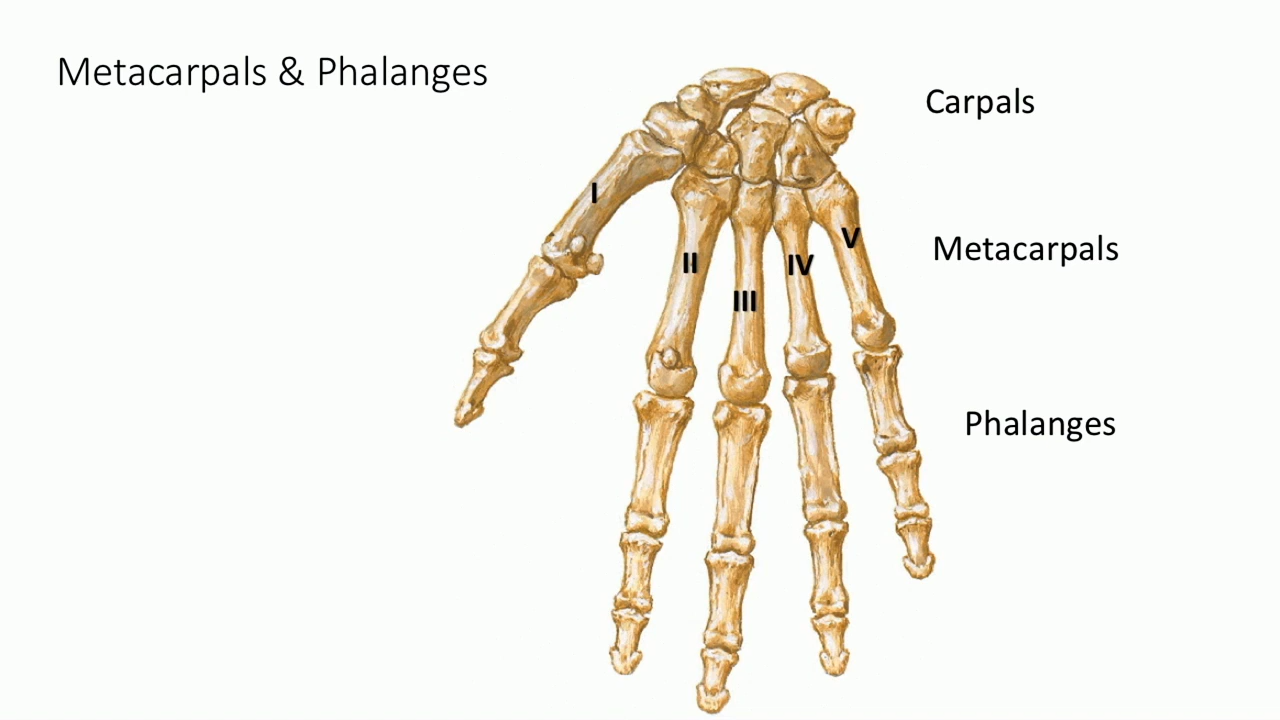 Metacarpals & Phalanges
Carpals
I
V
Metacarpals
II
IV
III
Phalanges